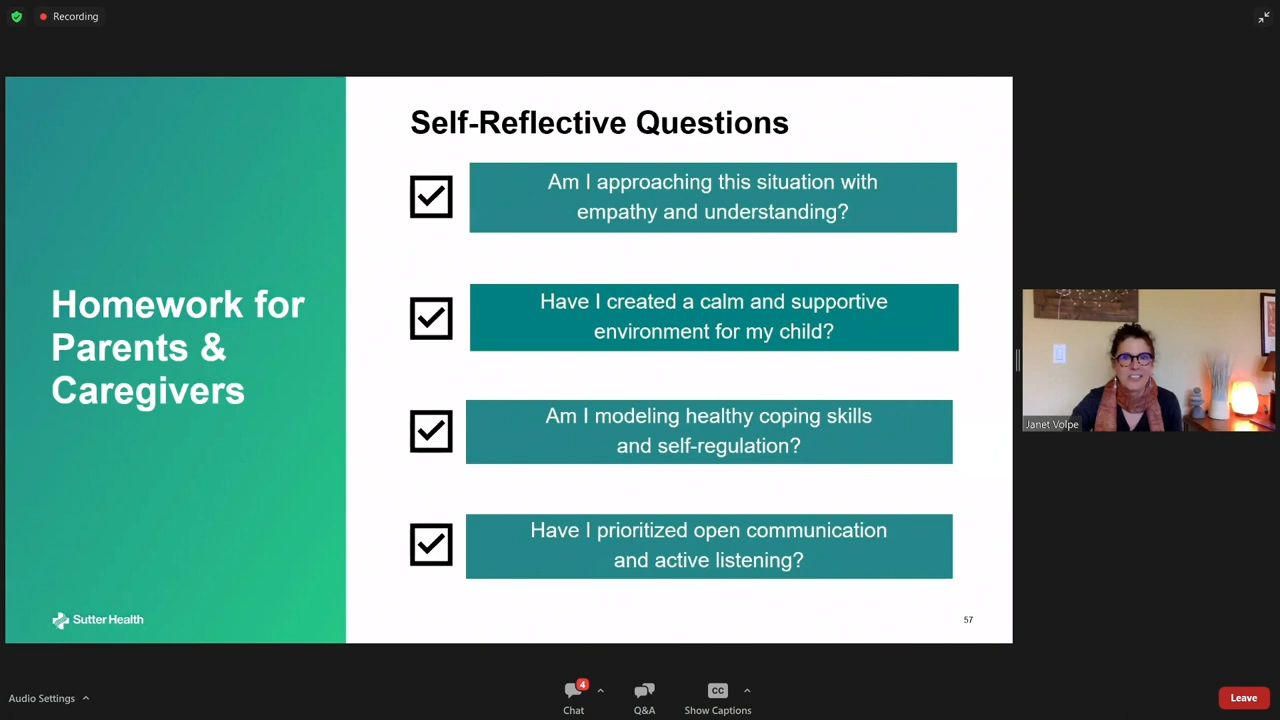 Recording
Self-Reflective Questions
Am I approaching this situation with
empathy and understanding?
Have I created a calm and supportive
environment for my child?
Homework for
Parents &
Caregivers
Am I modeling healthy coping skills
and self-regulation?
Have I prioritized open communication
and active listening?
Sutter Health
57
Janet Volpe
Audio Settings
4
Chat
Q&A
CC
Show Captions
Leave